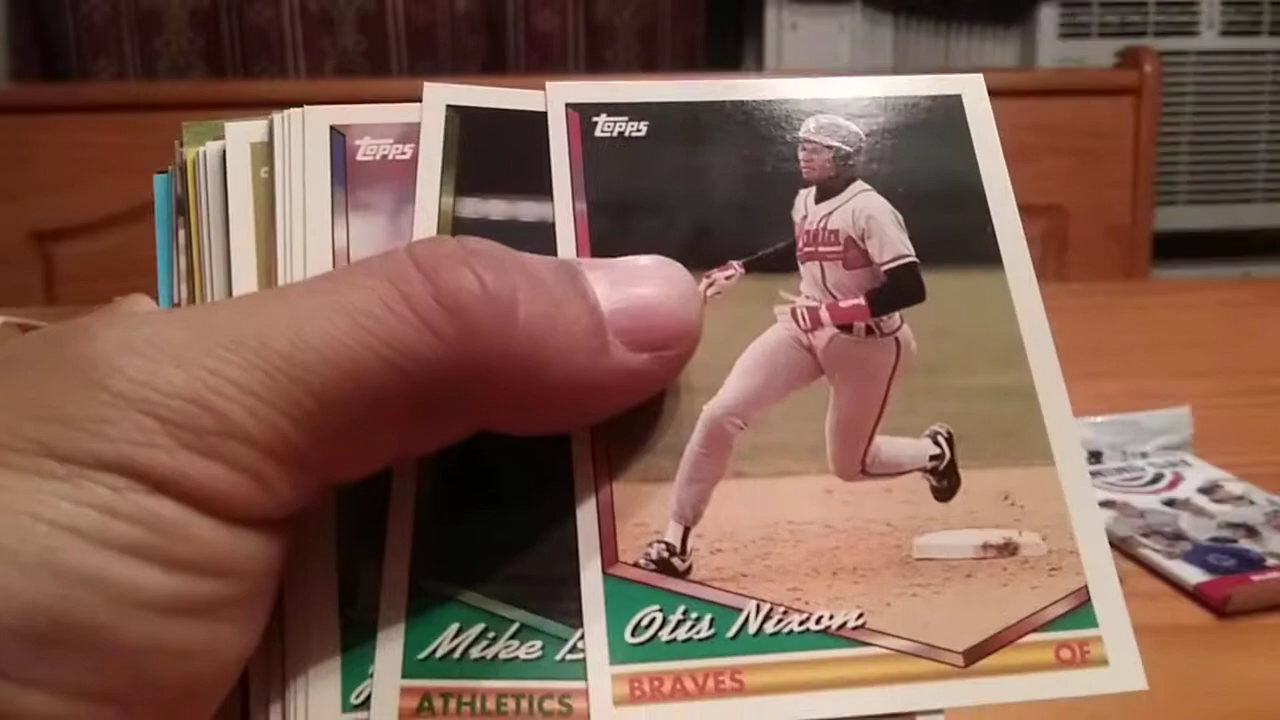 TOPPS
TOPPS
Otis Nixon
BRAVES
OF
Mike
ATHLETICS